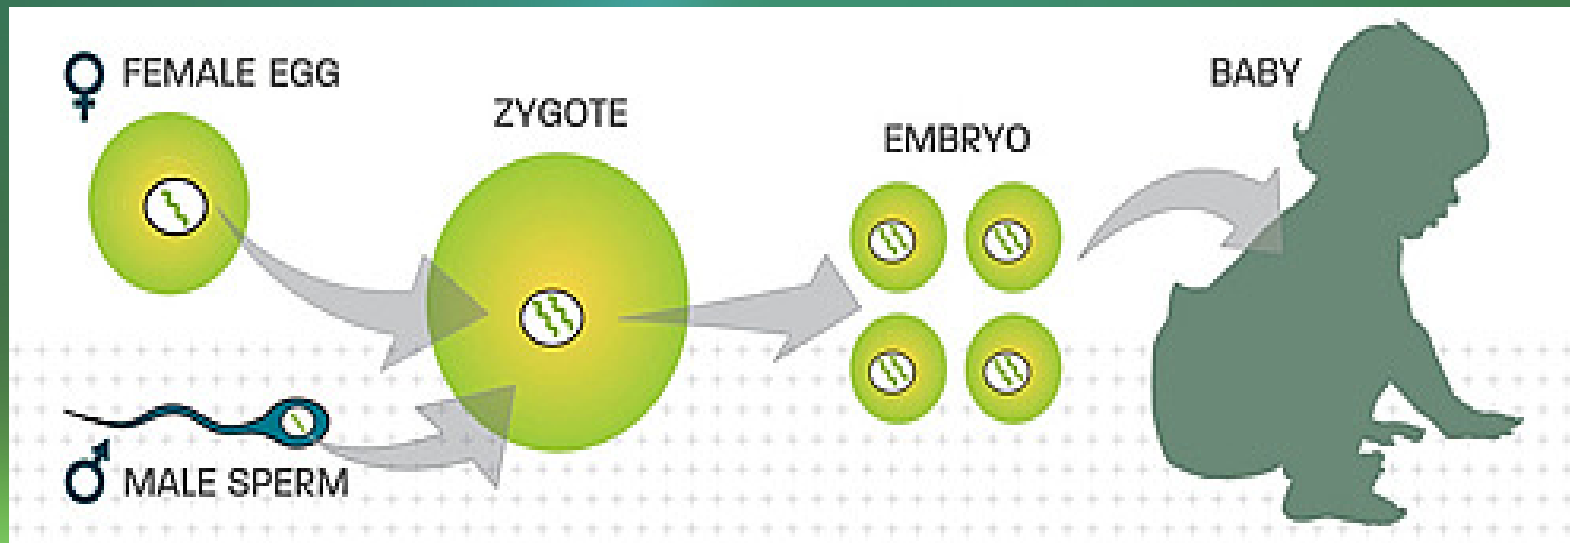 FEMALE EGG
ZYGOTE
EMBRYO
BABY
MALE SPERM